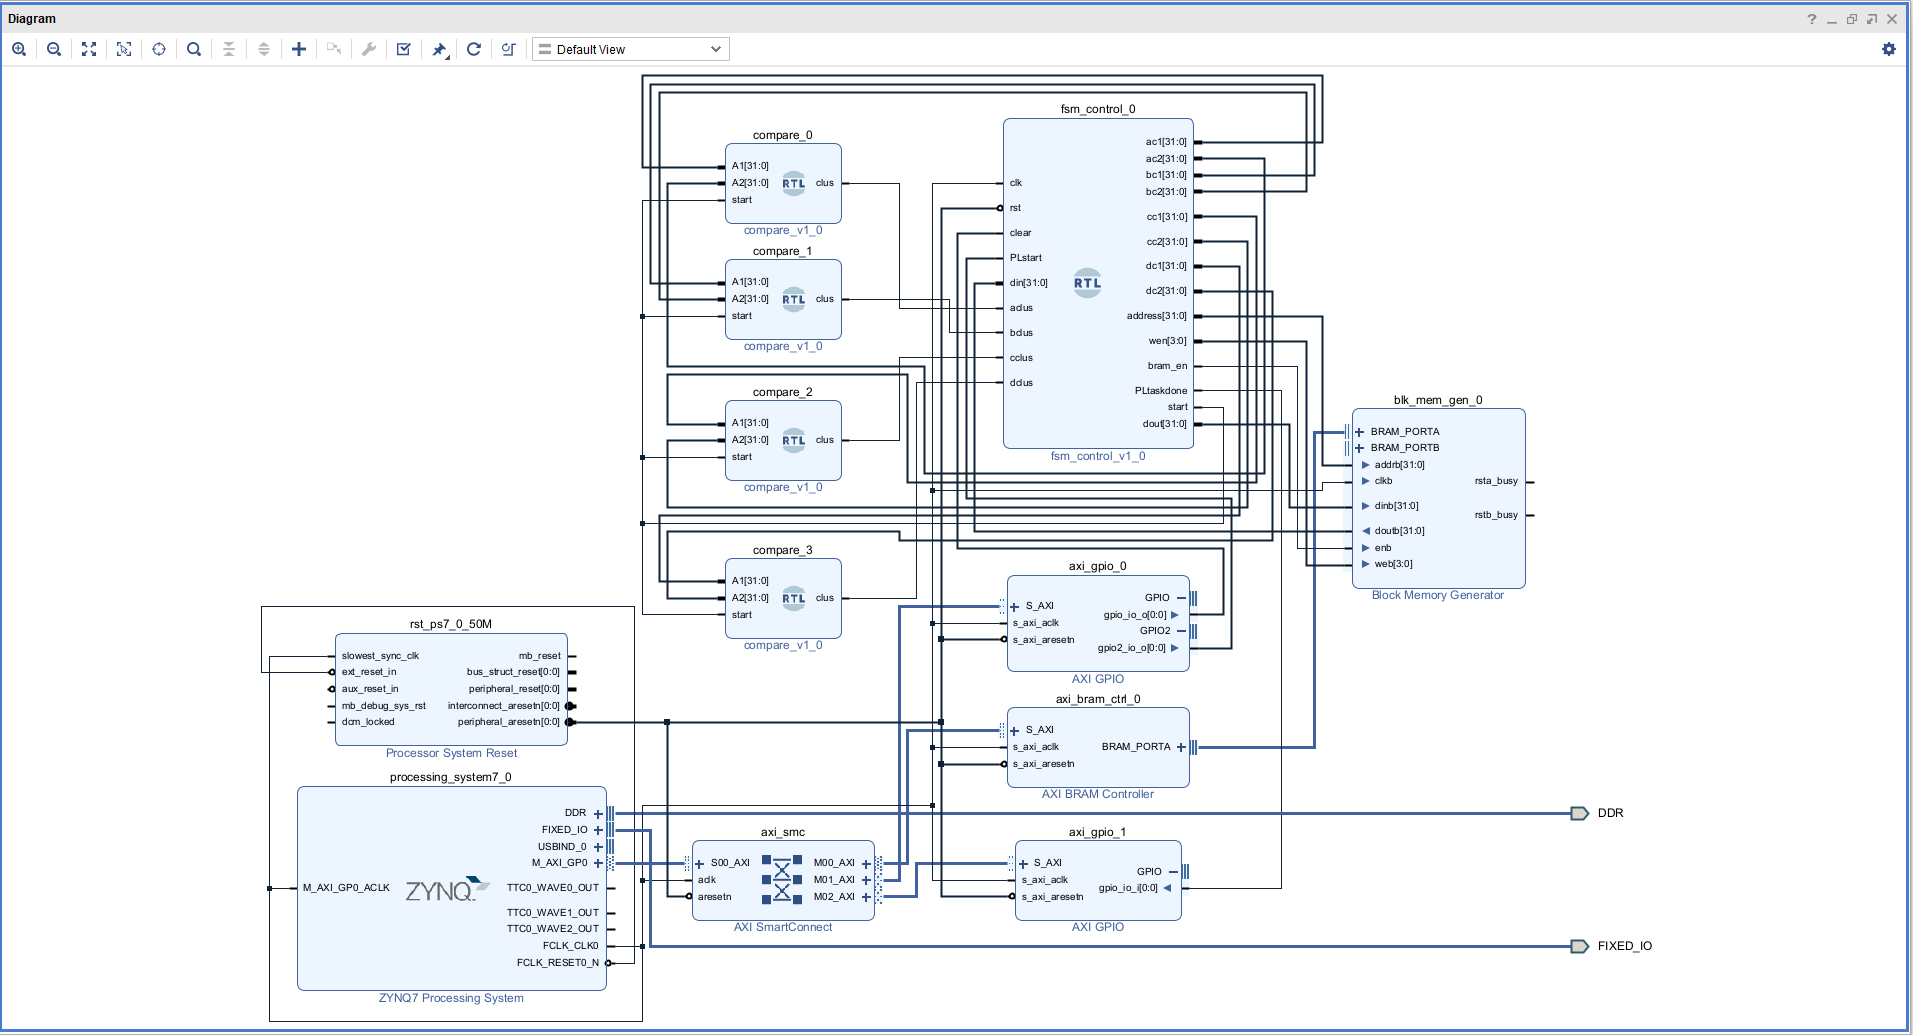 Diagram
Default View
compare_0
A1[31:0]
A2[31:0]
start
RTL
clus
compare_v1_0
compare_1
A1[31:0]
A2[31:0]
start
RTL
clus
compare_v1_0
compare_2
A1[31:0]
A2[31:0]
start
RTL
clus
compare_v1_0
compare_3
A1[31:0]
A2[31:0]
start
RTL
clus
compare_v1_0
fsm_control_0
clk
rst
clear
PLstart
din[31:0]
aclus
bclus
cclus
dclus
RTL
ac1[31:0]
ac2[31:0]
bc1[31:0]
bc2[31:0]
cc1[31:0]
cc2[31:0]
dc1[31:0]
dc2[31:0]
address[31:0]
wen[3:0]
bram_en
PLtaskdone
start
dout[31:0]
fsm_control_v1_0
blk_mem_gen_0
BRAM_PORTA
BRAM_PORTB
addrb[31:0]
clkb
dinb[31:0]
doutb[31:0]
enb
web[3:0]
rsta_busy
rstb_busy
Block Memory Generator
axi_gpio_0
S_AXI
s_axi_aclk
s_axi_aresetn
GPIO
gpio_io_o[0:0]
GPIO2
gpio2_io_o[0:0]
AXI GPIO
rst_ps7_0_50M
slowest_sync_clk
ext_reset_in
aux_reset_in
mb_debug_sys_rst
dcm_locked
mb_reset
bus_struct_reset[0:0]
peripheral_reset[0:0]
interconnect_aresetn[0:0]
peripheral_aresetn[0:0]
Processor System Reset
axi_bram_ctrl_0
S_AXI
s_axi_aclk
s_axi_aresetn
BRAM_PORTA
AXI BRAM Controller
processing_system7_0
M_AXI_GP0_ACLK
ZYNQ
DDR
FIXED_IO
USBIND_0
M_AXI_GP0
TTC0_WAVE0_OUT
TTC0_WAVE1_OUT
TTC0_WAVE2_OUT
FCLK_CLK0
FCLK_RESET0_N
ZYNQ7 Processing System
axi_smc
S00_AXI
aclk
aresetn
M00_AXI
M01_AXI
M02_AXI
AXI SmartConnect
axi_gpio_1
S_AXI
s_axi_aclk
s_axi_aresetn
GPIO
gpio_io_i[0:0]
AXI GPIO
DDR
FIXED_IO